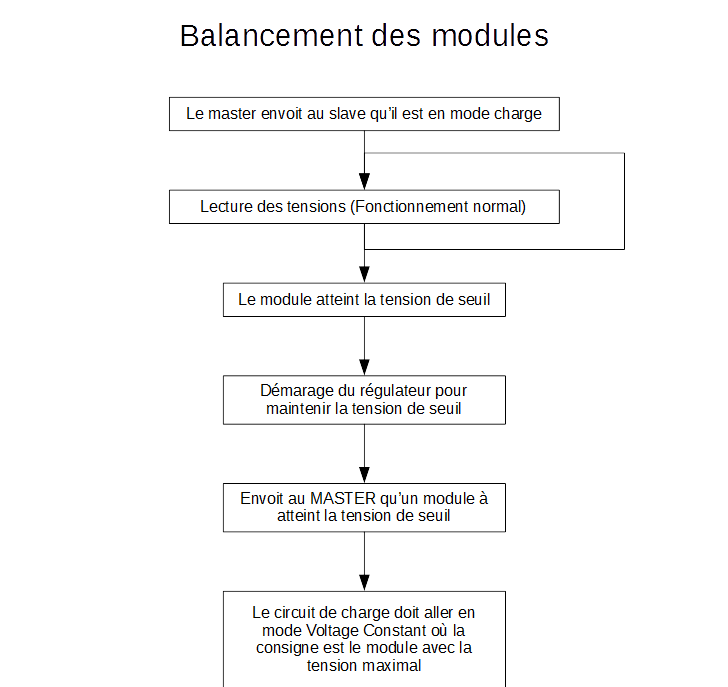 Balancement des modules
Le master envoit au slave qu'il est en mode charge
Lecture des tensions (Fonctionnement normal)
Le module atteint la tension de seuil
Démarage du régulateur pour
maintenir la tension de seuil
Envoit au MASTER qu'un module à
atteint la tension de seuil
Le circuit de charge doit aller en
mode Voltage Constant où la
consigne est le module avec la
tension maximal